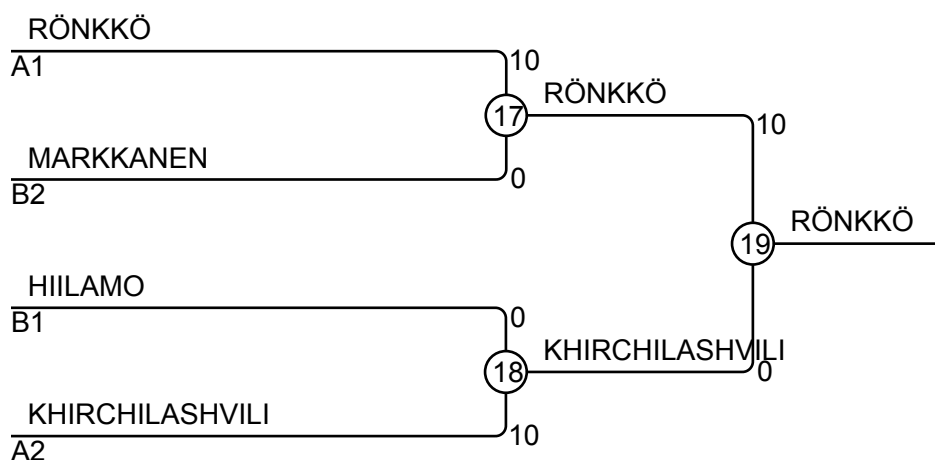 RÖNKKÖ
A1
10
17
RÖNKKÖ
10
MARKKANEN
B2
0
19
RÖNKKÖ
HIILAMO
B1
0
18
KHIRCHILASHVILI
0
KHIRCHILASHVILI
A2
10